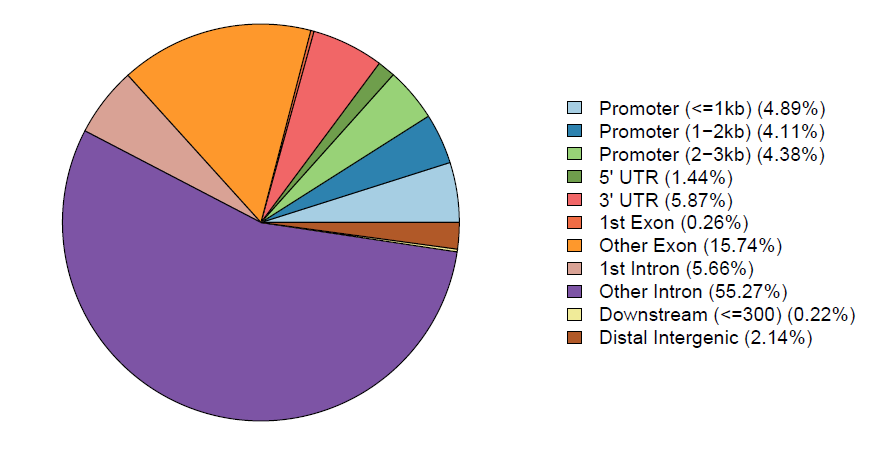 Promoter (<=1kb) (4.89%)
Promoter (1−2kb) (4.11%)
Promoter (2−3kb) (4.38%)
5' UTR (1.44%)
3' UTR (5.87%)
1st Exon (0.26%)
Other Exon (15.74%)
1st Intron (5.66%)
Other Intron (55.27%)
Downstream (<=300) (0.22%)
Distal Intergenic (2.14%)